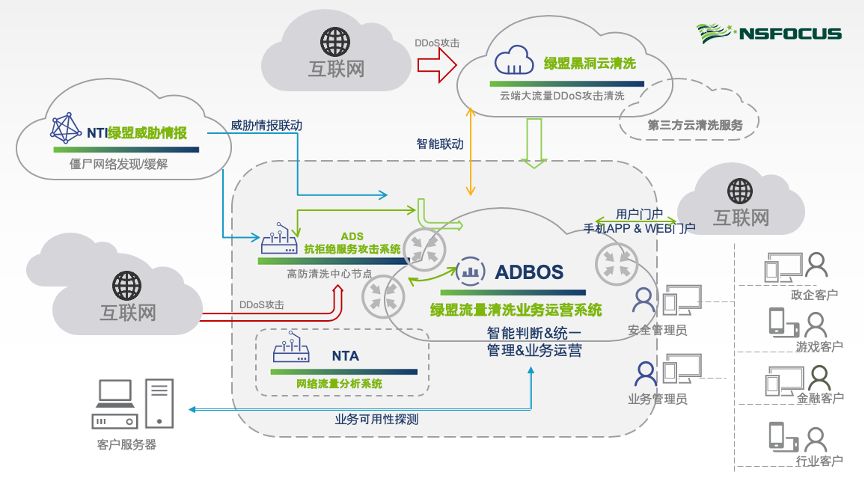 NSFOCUS
DDoS攻击
互联网
绿盟黑洞云清洗
云端大流量DDoS攻击清洗
第三方云清洗服务
NTI绿盟威胁情报
僵尸网络发现/缓解
威胁情报联动
智能联动
用户门户
手机APP & WEB门户
互联网
ADS
抗拒绝服务攻击系统
高防清洗中心节点
ADBOS
绿盟流量清洗业务运营系统
智能判断&统一
管理&业务运营
互联网
DDoS攻击
NTA
网络流量分析系统
安全管理员
业务管理员
政企客户
游戏客户
金融客户
行业客户
业务可用性探测
客户服务器